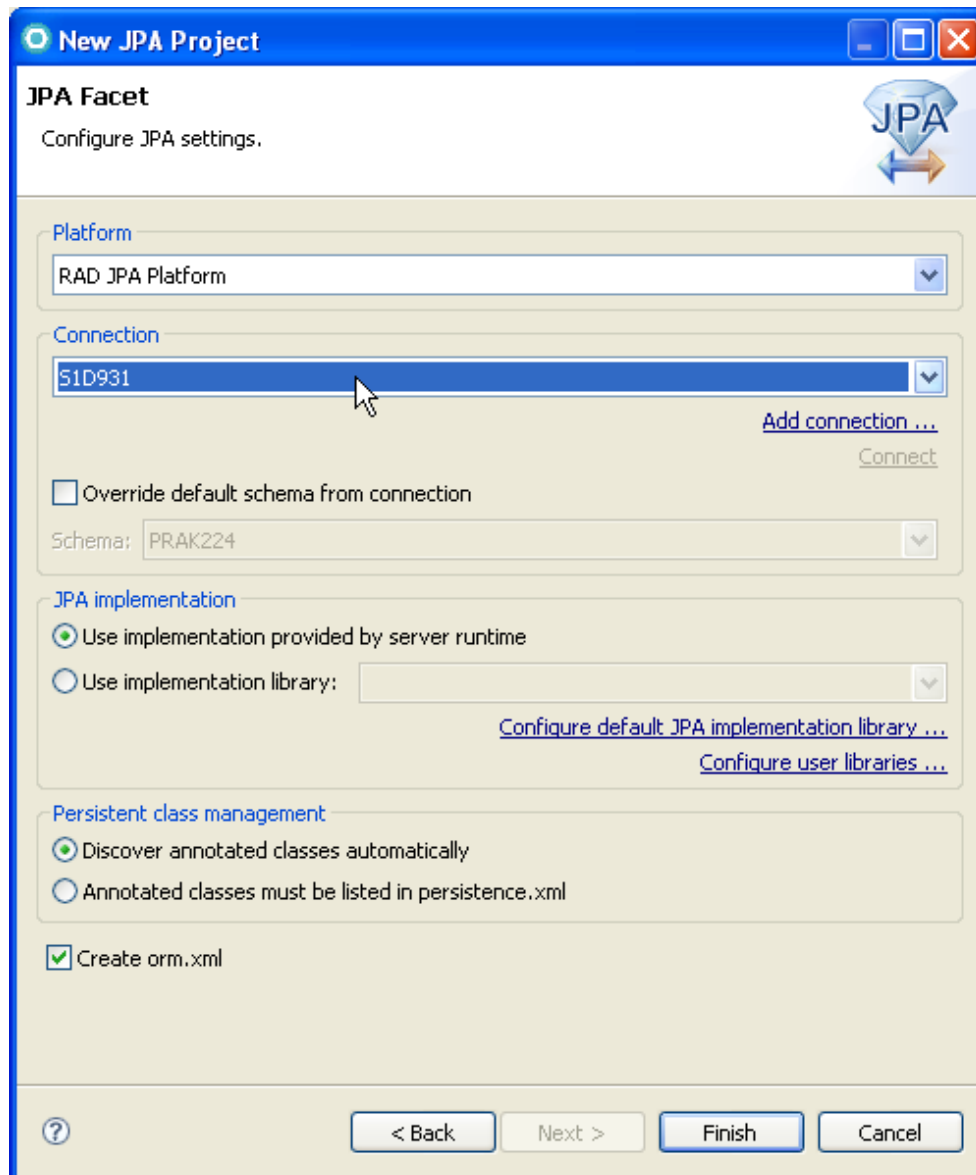 New JPA Project
JPA Facet
Configure JPA settings.
JPA
Platform
RAD JPA Platform
Connection
S1D931
Add connection ...
Connect
Override default schema from connection
Schema: PRAK224
JPA implementation
Use implementation provided by server runtime
Use implementation library:
Configure default JPA implementation library ...
Configure user libraries ...
Persistent class management
Discover annotated classes automatically
Annotated classes must be listed in persistence.xml
Create orm.xml
? < Back Next > Finish Cancel